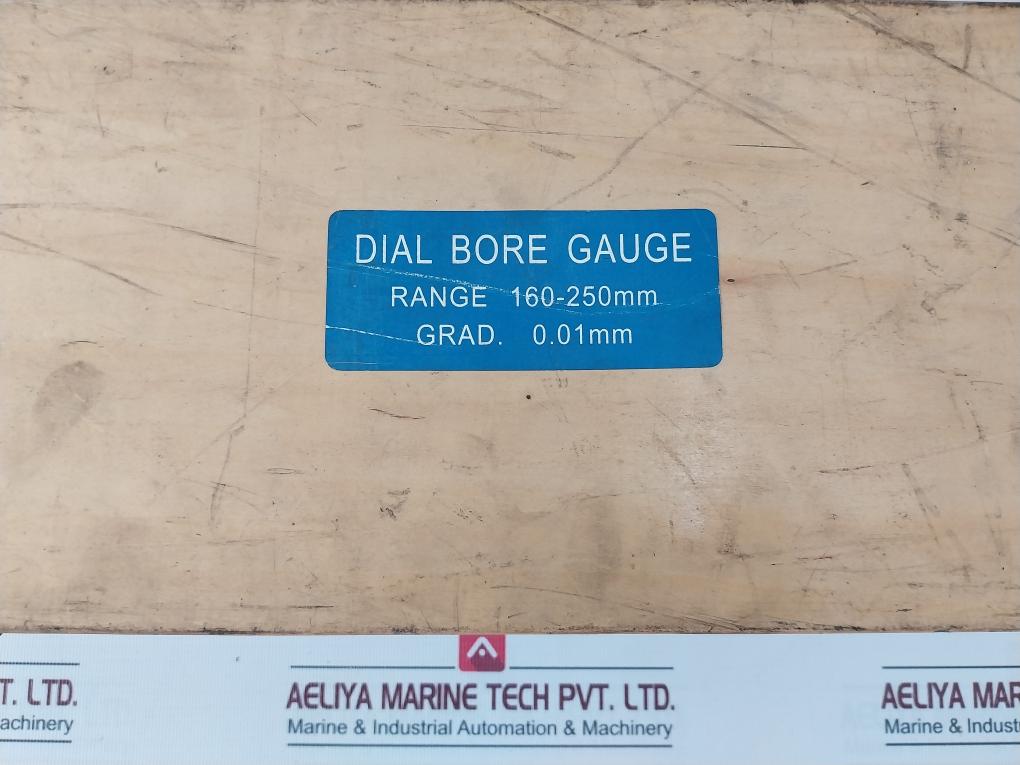 DIAL BORE GAUGE
RANGE 160-250mm
GRAD. 0.01mm
T. LTD.
achinery
AELIYA MARINE TECH PVT. LTD.
Marine & Industrial Automation & Machinery
AELIYA MAR
Marine & Industr